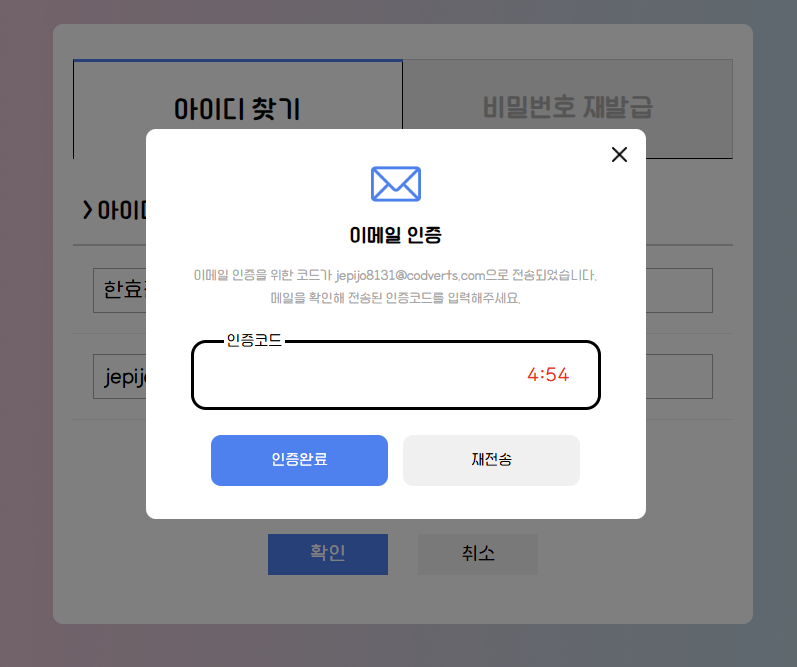 아이디 찾기
비밀번호 재발급
이메일 인증
이메일 인증을 위한 코드가 jepijo8131@codverts.com으로 전송되었습니다.
메일을 확인해 전송된 인증코드를 입력해주세요.
인증코드
4:54
인증완료
재전송
확인
취소